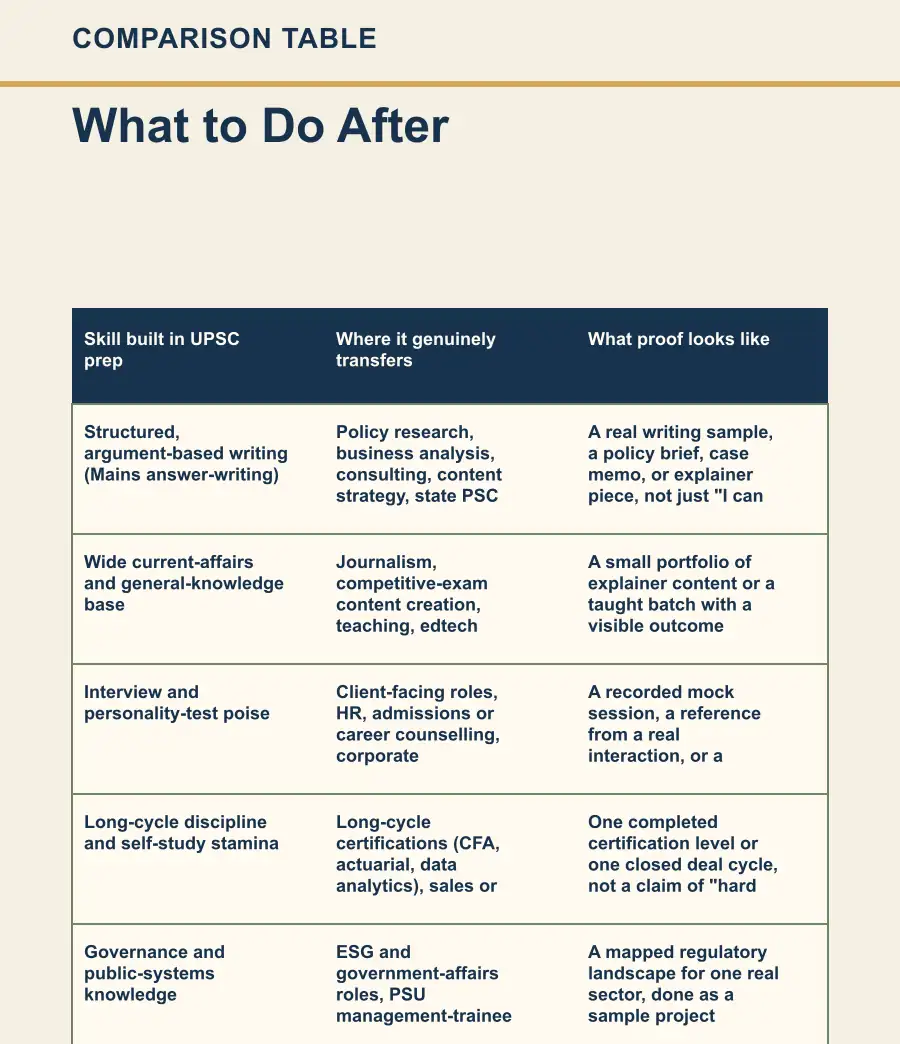 COMPARISON TABLE
What to Do After
Skill built in UPSC
prep
Where it genuinely
transfers
What proof looks like
Structured,
argument-based writing
(Mains answer-writing)
Policy research,
business analysis,
consulting, content
strategy, state PSC
A real writing sample,
a policy brief, case
memo, or explainer
piece, not just "I can
Wide current-affairs
and general-knowledge
base
Journalism,
competitive-exam
content creation,
teaching, edtech
A small portfolio of
explainer content or a
taught batch with a
visible outcome
Interview and
personality-test poise
Client-facing roles,
HR, admissions or
career counselling,
corporate
A recorded mock
session, a reference
from a real
interaction, or a
Long-cycle discipline
and self-study stamina
Long-cycle
certifications (CFA,
actuarial, data
analytics), sales or
One completed
certification level or
one closed deal cycle,
not a claim of "hard
Governance and
public-systems
knowledge
ESG and
government-affairs
roles, PSU
management-trainee
A mapped regulatory
landscape for one real
sector, done as a
sample project